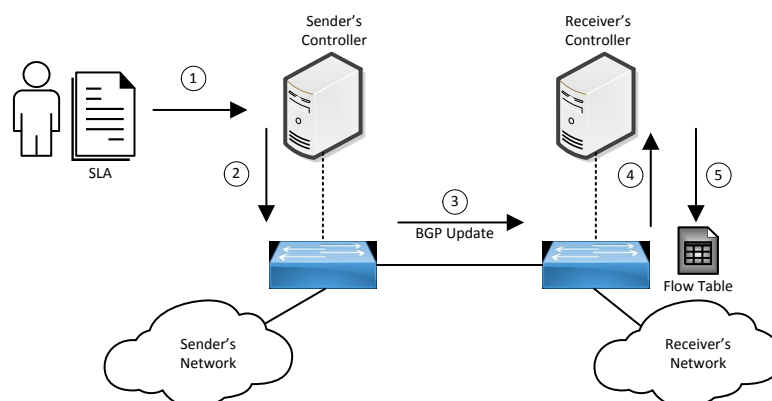 Sender's
Controller
Receiver's
Controller
1
SLA
2
3
BGP Update
4
5
Flow Table
Sender's
Network
Receiver's
Network